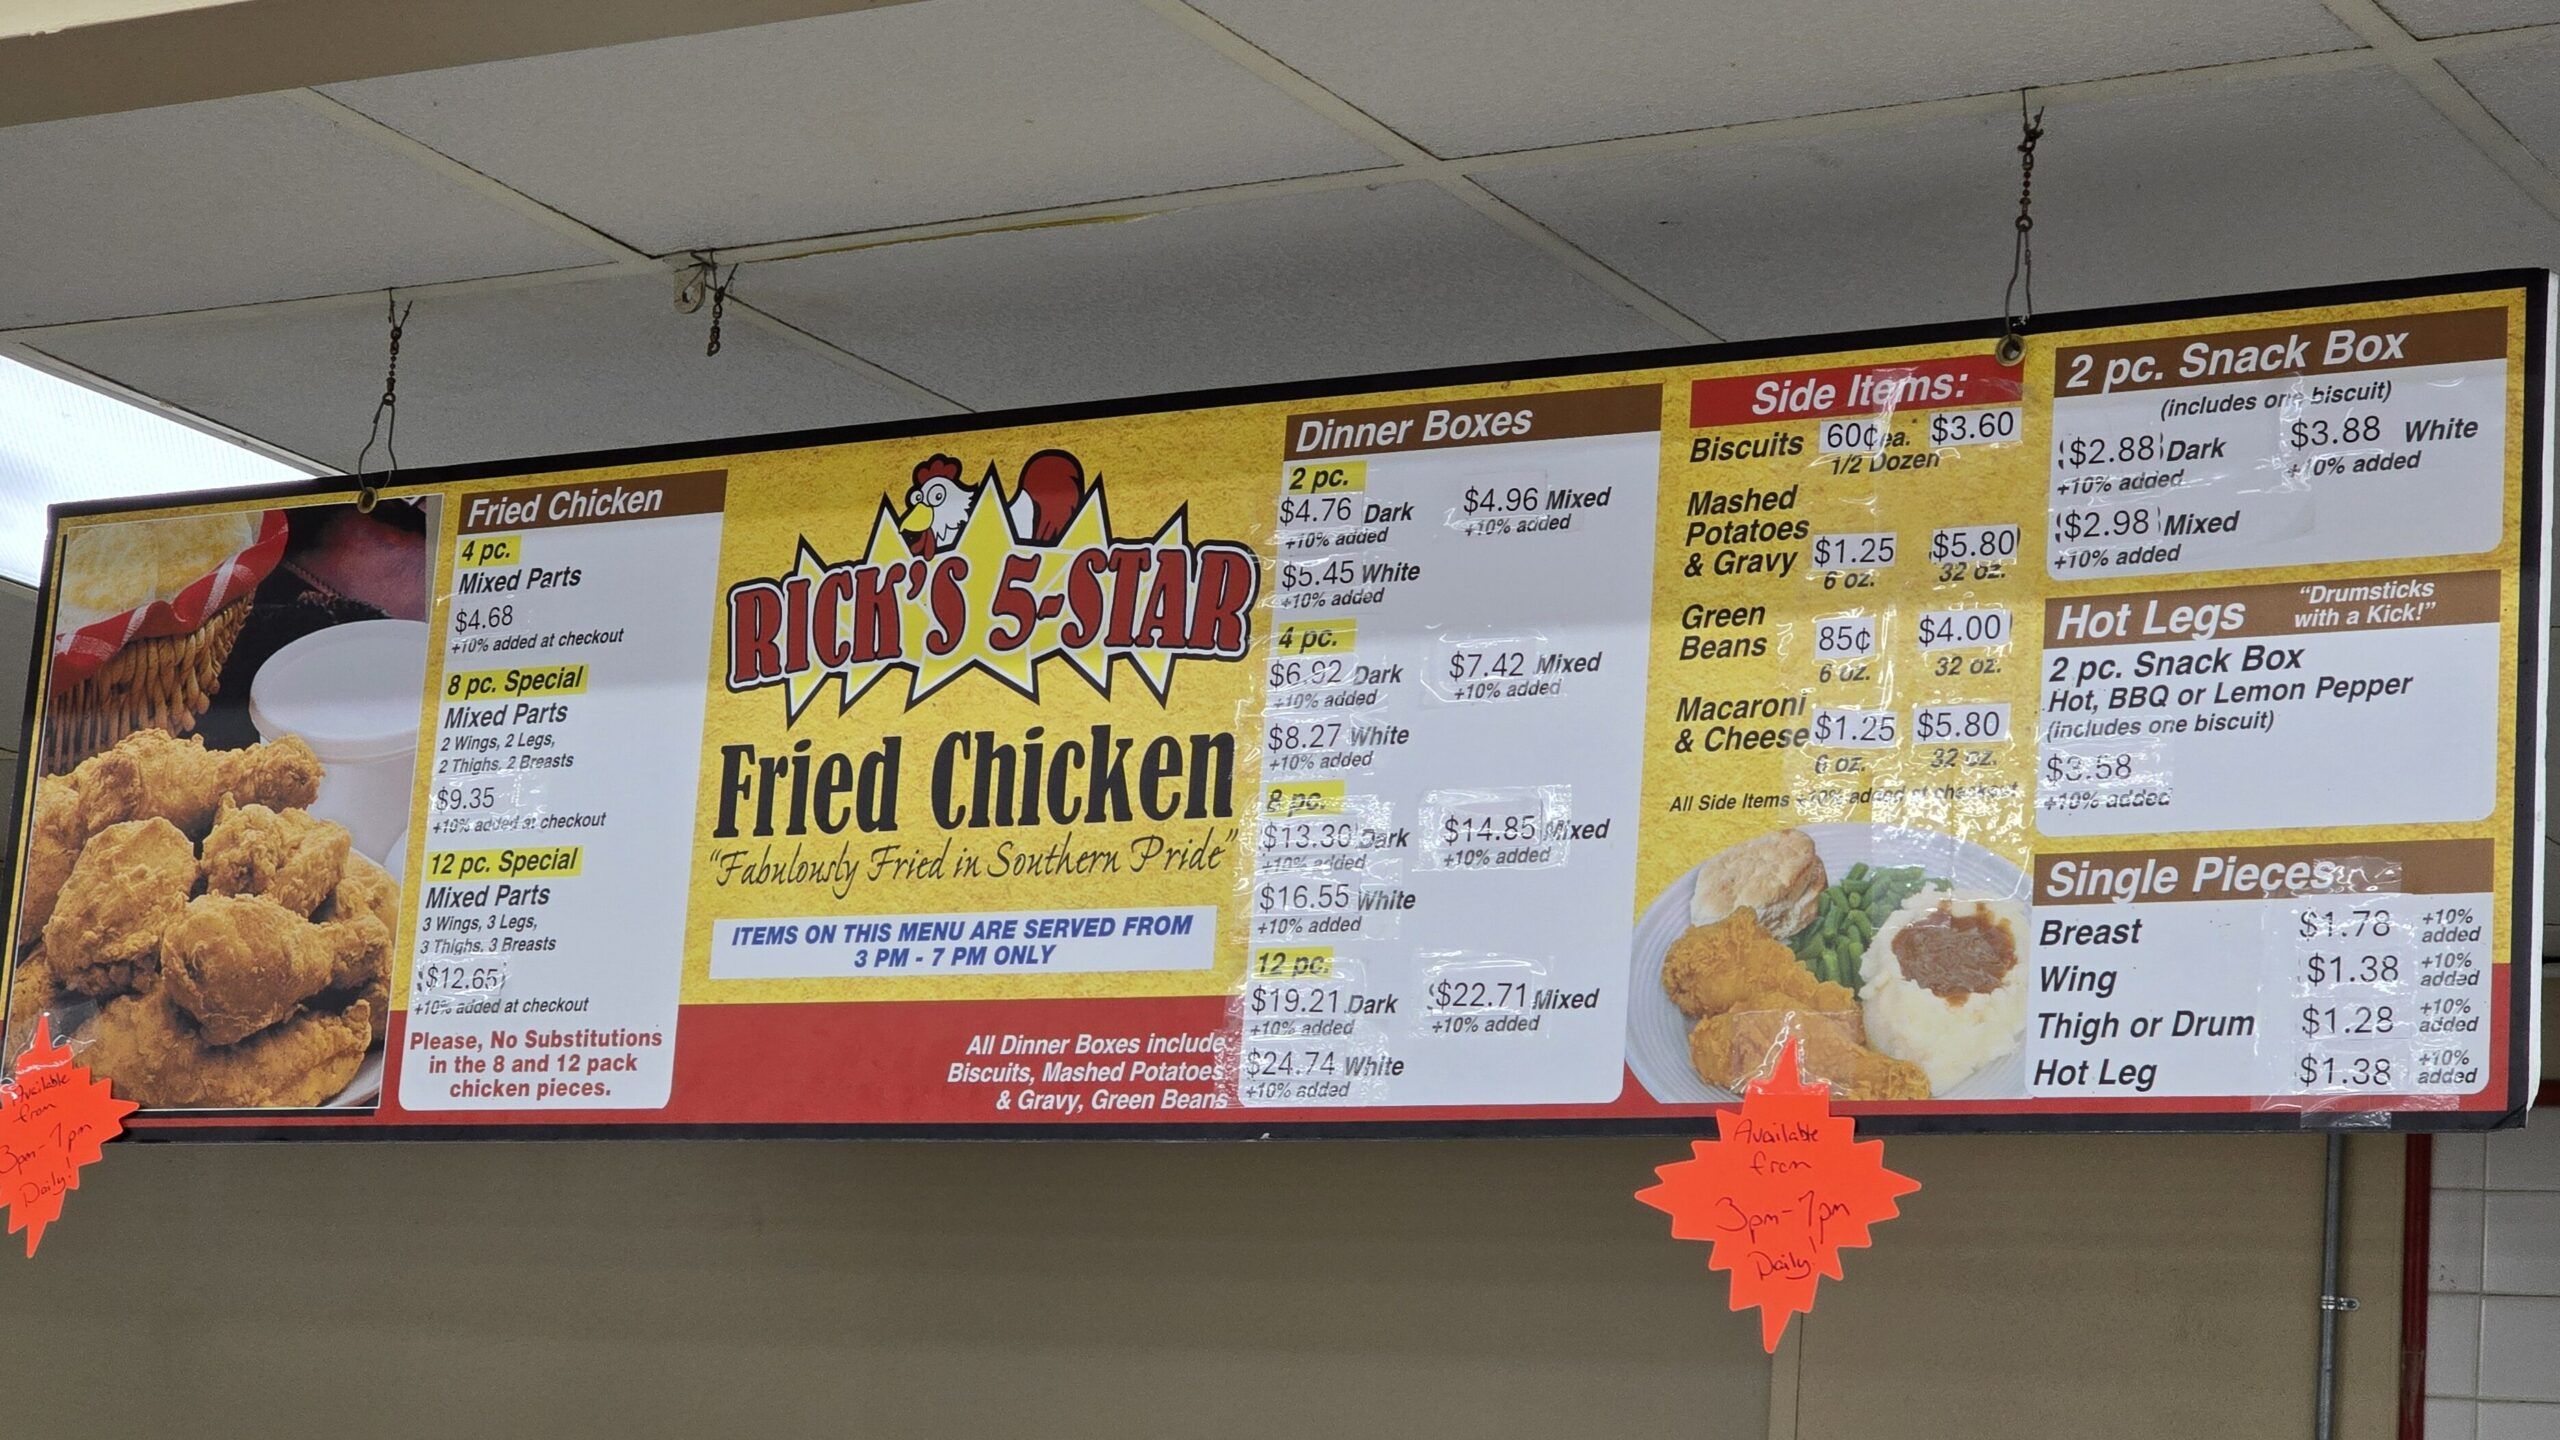 Fried Chicken
4 pc.
Mixed Parts
$4.68
+10% added at checkout
8 pc. Special
Mixed Parts
2 Wings, 2 Legs,
2 Thighs, 2 Breasts
$9.35
+10% added at checkout
12 pc. Special
Mixed Parts
3 Wings, 3 Legs,
3 Thighs, 3 Breasts
$12.65
+10% added at checkout
Please, No Substitutions
in the 8 and 12 pack
chicken pieces.
RICK'S 5-STAR
Fried Chicken
"Fabulously Fried in Southern Pride"
ITEMS ON THIS MENU ARE SERVED FROM
3 PM - 7 PM ONLY
All Dinner Boxes include:
Biscuits, Mashed Potatoes
& Gravy, Green Beans
Dinner Boxes
2 pc.
$4.76 Dark $4.96 Mixed
+10% added +10% added
$5.45 White
+10% added
4 pc.
$6.92 Dark $7.42 Mixed
+10% added +10% added
$8.27 White
+10% added
8 pc.
$13.30 Dark $14.85 Mixed
+10% added +10% added
$16.55 White
+10% added
12 pc.
$19.21 Dark $22.71 Mixed
+10% added +10% added
$24.74 White
+10% added
Side Items:
Biscuits 60¢ ea. $3.60
1/2 Dozen
Mashed
Potatoes
& Gravy $1.25 $5.80
6 oz. 32 oz.
Green
Beans 85¢ $4.00
6 oz. 32 oz.
Macaroni
& Cheese $1.25 $5.80
6 oz. 32 oz.
All Side Items +10% added at checkout
2 pc. Snack Box
(includes one biscuit)
$2.88 Dark $3.88 White
+10% added +10% added
$2.98 Mixed
+10% added
Hot Legs "Drumsticks
with a Kick!"
2 pc. Snack Box
Hot, BBQ or Lemon Pepper
(includes one biscuit)
$3.58
+10% added
Single Pieces
Breast $1.78 +10% added
Wing $1.38 +10% added
Thigh or Drum $1.28 +10% added
Hot Leg $1.38 +10% added
Available
from
3pm-7pm
Daily!
Available
from
3pm-7pm
Daily!